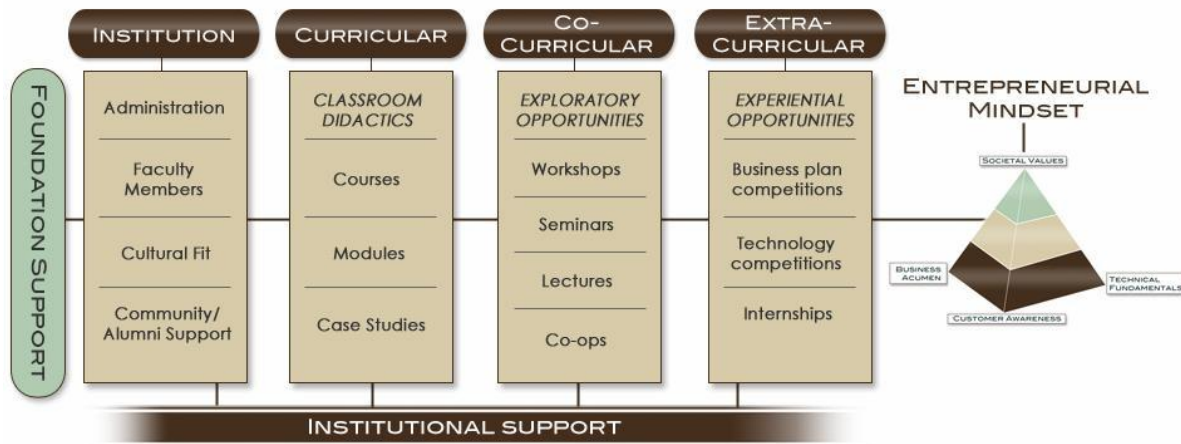 INSTITUTION
CURRICULAR
CO-
CURRICULAR
EXTRA-
CURRICULAR
FOUNDATION SUPPORT
Administration
Faculty
Members
Cultural Fit
Community/
Alumni Support
CLASSROOM
DIDACTICS
Courses
Modules
Case Studies
EXPLORATORY
OPPORTUNITIES
Workshops
Seminars
Lectures
Co-ops
EXPERIENTIAL
OPPORTUNITIES
Business plan
competitions
Technology
competitions
Internships
ENTREPRENEURIAL
MINDSET
SOCIETAL VALUES
BUSINESS
ACUMEN
TECHNICAL
FUNDAMENTALS
CUSTOMER AWARENESS
INSTITUTIONAL SUPPORT